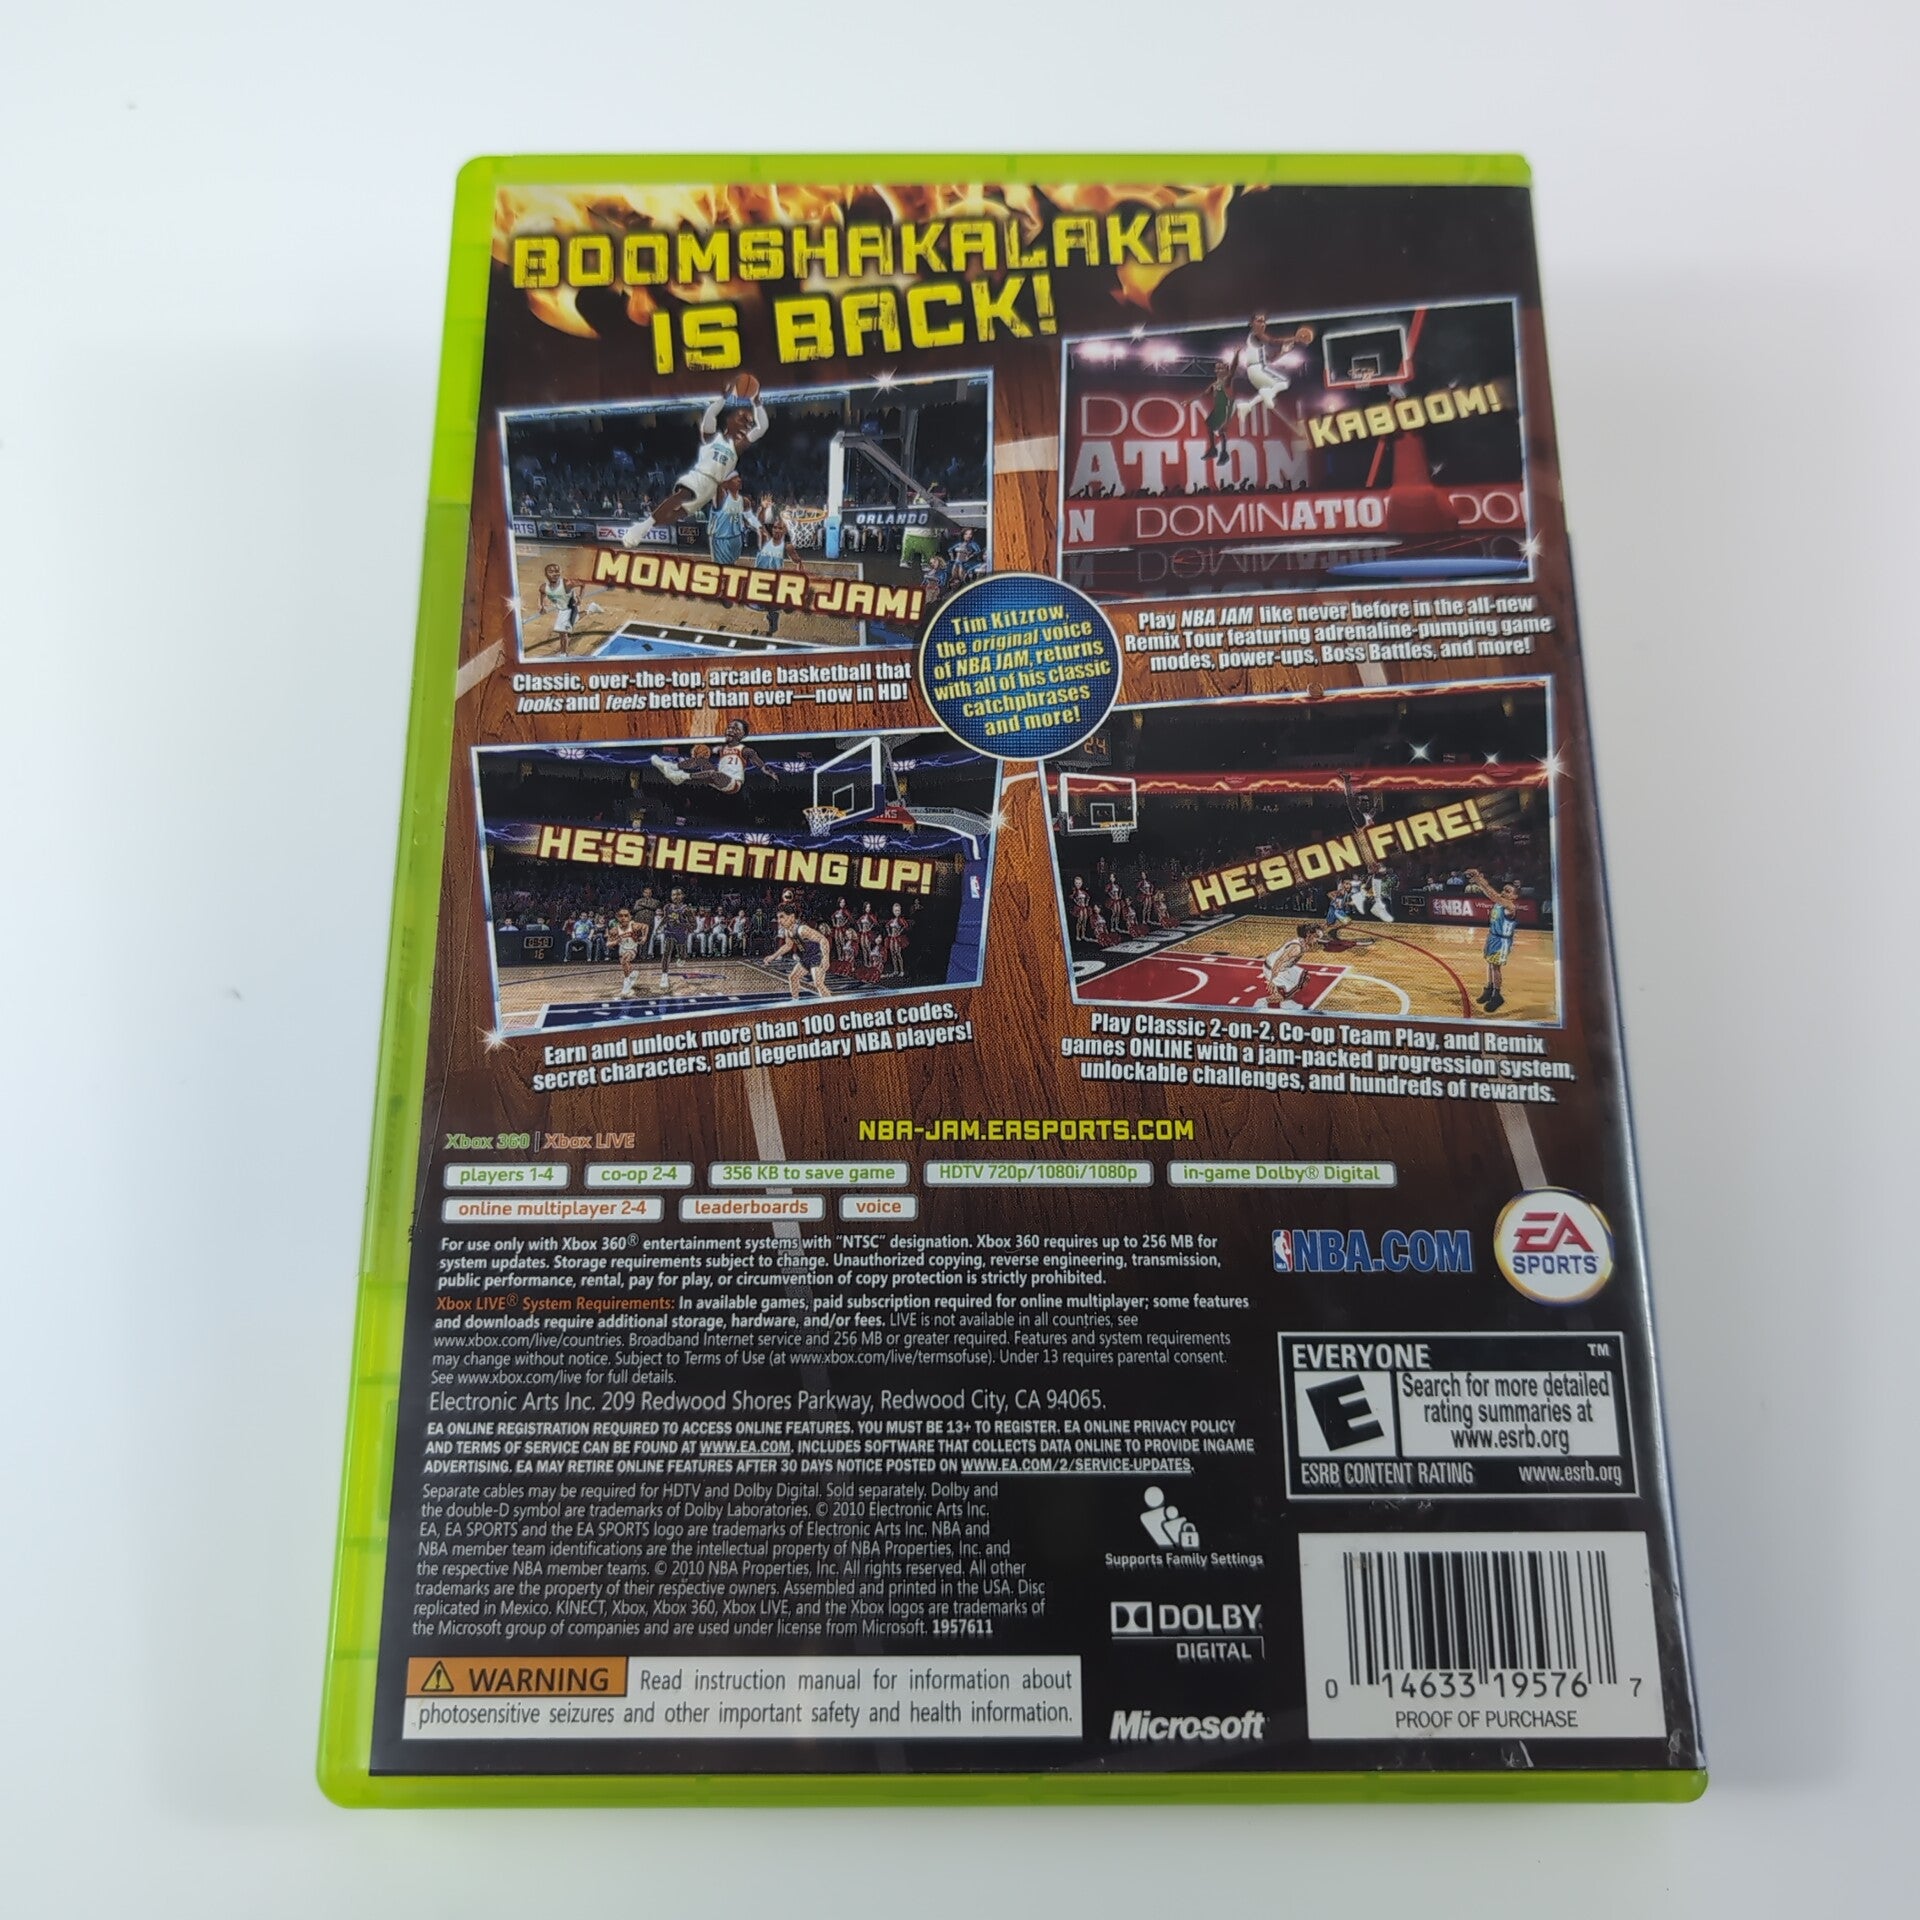 BOOMSHAKALAKA
IS BACK!
ORLANDO
EA SPORTS
MONSTER JAM!
Classic, over-the-top, arcade basketball that
looks and feels better than ever—now in HD!
DOMIN
ATION
KABOOM!
N DOMINATIO DO
Play NBA JAM like never before in the all-new
Remix Tour featuring adrenaline-pumping game
modes, power-ups, Boss Battles, and more!
Tim Kitzrow,
the original voice
of NBA JAM, returns
with all of his classic
catchphrases
and more!
21
HE'S HEATING UP!
Earn and unlock more than 100 cheat codes,
secret characters, and legendary NBA players!
24
HE'S ON FIRE!
NBA
Play Classic 2-on-2, Co-op Team Play, and Remix
games ONLINE with a jam-packed progression system,
unlockable challenges, and hundreds of rewards.
NBA-JAM.EASPORTS.COM
Xbox 360 | Xbox LIVE
players 1-4 co-op 2-4 356 KB to save game HDTV 720p/1080i/1080p in-game Dolby® Digital
online multiplayer 2-4 leaderboards voice
For use only with Xbox 360® entertainment systems with "NTSC" designation. Xbox 360 requires up to 256 MB for
system updates. Storage requirements subject to change. Unauthorized copying, reverse engineering, transmission,
public performance, rental, pay for play, or circumvention of copy protection is strictly prohibited.
Xbox LIVE® System Requirements: In available games, paid subscription required for online multiplayer; some features
and downloads require additional storage, hardware, and/or fees. LIVE is not available in all countries, see
www.xbox.com/live/countries. Broadband Internet service and 256 MB or greater required. Features and system requirements
may change without notice. Subject to Terms of Use (at www.xbox.com/live/termsofuse). Under 13 requires parental consent.
See www.xbox.com/live for full details.
Electronic Arts Inc. 209 Redwood Shores Parkway, Redwood City, CA 94065.
EA ONLINE REGISTRATION REQUIRED TO ACCESS ONLINE FEATURES. YOU MUST BE 13+ TO REGISTER. EA ONLINE PRIVACY POLICY
AND TERMS OF SERVICE CAN BE FOUND AT WWW.EA.COM. INCLUDES SOFTWARE THAT COLLECTS DATA ONLINE TO PROVIDE INGAME
ADVERTISING. EA MAY RETIRE ONLINE FEATURES AFTER 30 DAYS NOTICE POSTED ON WWW.EA.COM/2/SERVICE-UPDATES.
Separate cables may be required for HDTV and Dolby Digital. Sold separately. Dolby and
the double-D symbol are trademarks of Dolby Laboratories. © 2010 Electronic Arts Inc.
EA, EA SPORTS and the EA SPORTS logo are trademarks of Electronic Arts Inc. NBA and
NBA member team identifications are the intellectual property of NBA Properties, Inc. and
the respective NBA member teams. © 2010 NBA Properties, Inc. All rights reserved. All other
trademarks are the property of their respective owners. Assembled and printed in the USA. Disc
replicated in Mexico. KINECT, Xbox, Xbox 360, Xbox LIVE, and the Xbox logos are trademarks of
the Microsoft group of companies and are used under license from Microsoft. 1957611
WARNING Read instruction manual for information about
photosensitive seizures and other important safety and health information.
NBA.COM
EA
SPORTS
EVERYONE ™
E
Search for more detailed
rating summaries at
www.esrb.org
ESRB CONTENT RATING www.esrb.org
Supports Family Settings
DOLBY
DIGITAL
Microsoft
0 14633 19576 7
PROOF OF PURCHASE